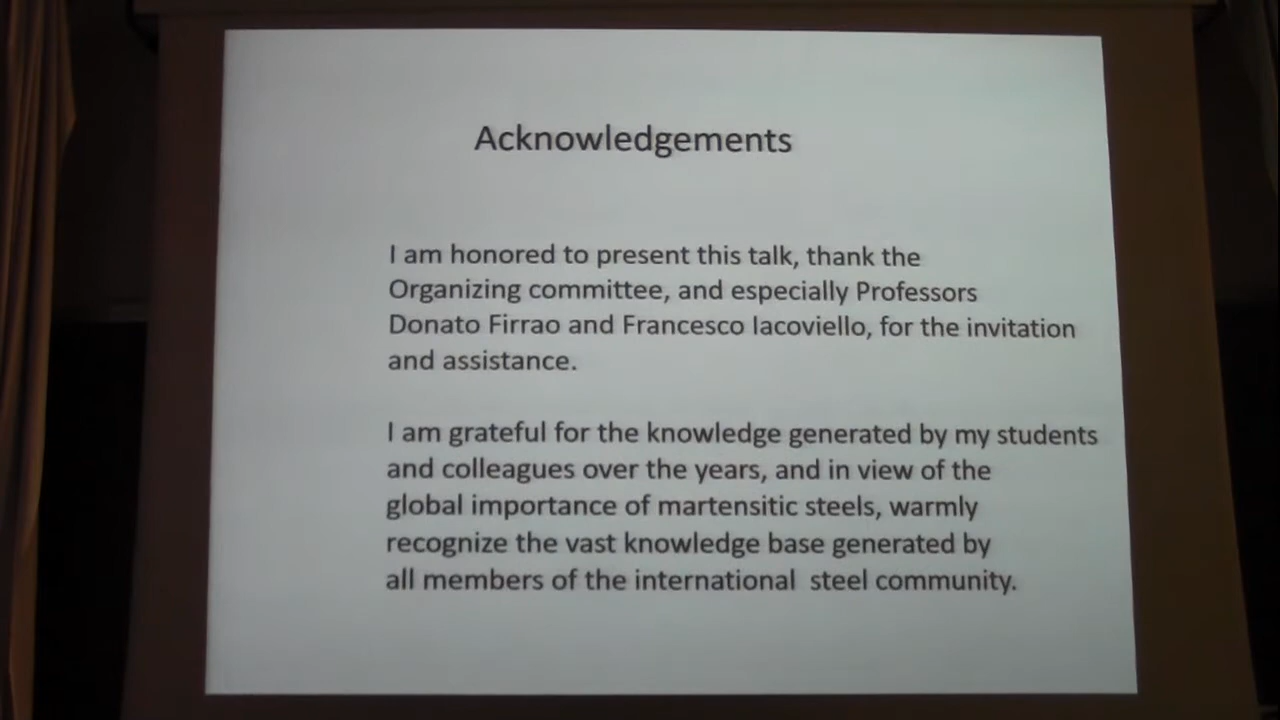 Acknowledgements
I am honored to present this talk, thank the
Organizing committee, and especially Professors
Donato Firrao and Francesco Iacoviello, for the invitation
and assistance.
I am grateful for the knowledge generated by my students
and colleagues over the years, and in view of the
global importance of martensitic steels, warmly
recognize the vast knowledge base generated by
all members of the international  steel community.